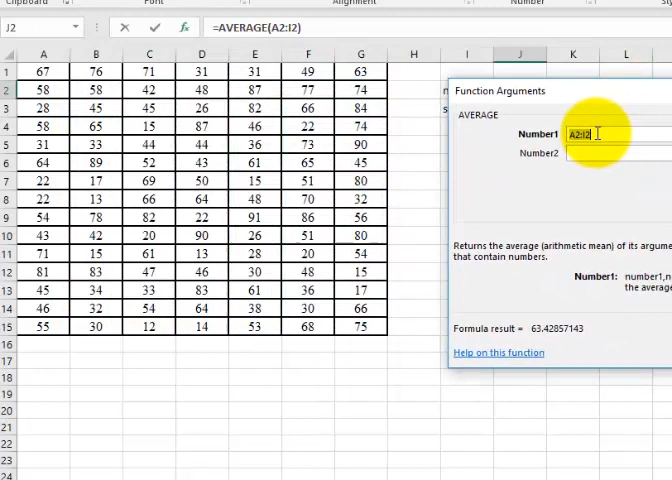 Clipboard Font Alignment Number
J2 =AVERAGE(A2:I2)
A B C D E F G H I J K L
1 67 76 71 31 31 49 63
2 58 58 42 48 87 77 74
3 28 45 45 26 82 66 84
4 58 65 15 87 46 22 74
5 31 33 44 44 36 73 90
6 64 89 52 43 61 65 45
7 22 17 69 50 15 51 80
8 22 13 66 64 48 70 32
9 54 78 82 22 91 86 56
10 43 42 20 90 26 51 80
11 71 15 61 13 28 20 54
12 81 83 47 46 30 48 15
13 45 34 33 83 61 36 17
14 46 32 54 64 38 30 66
15 55 30 12 14 53 68 75
16
17
18
19
20
21
22
23
24
Function Arguments
AVERAGE
Number1 A2:I2
Number2
Returns the average (arithmetic mean) of its argume
that contain numbers.
Number1: number1,n
the average
Formula result = 63.42857143
Help on this function